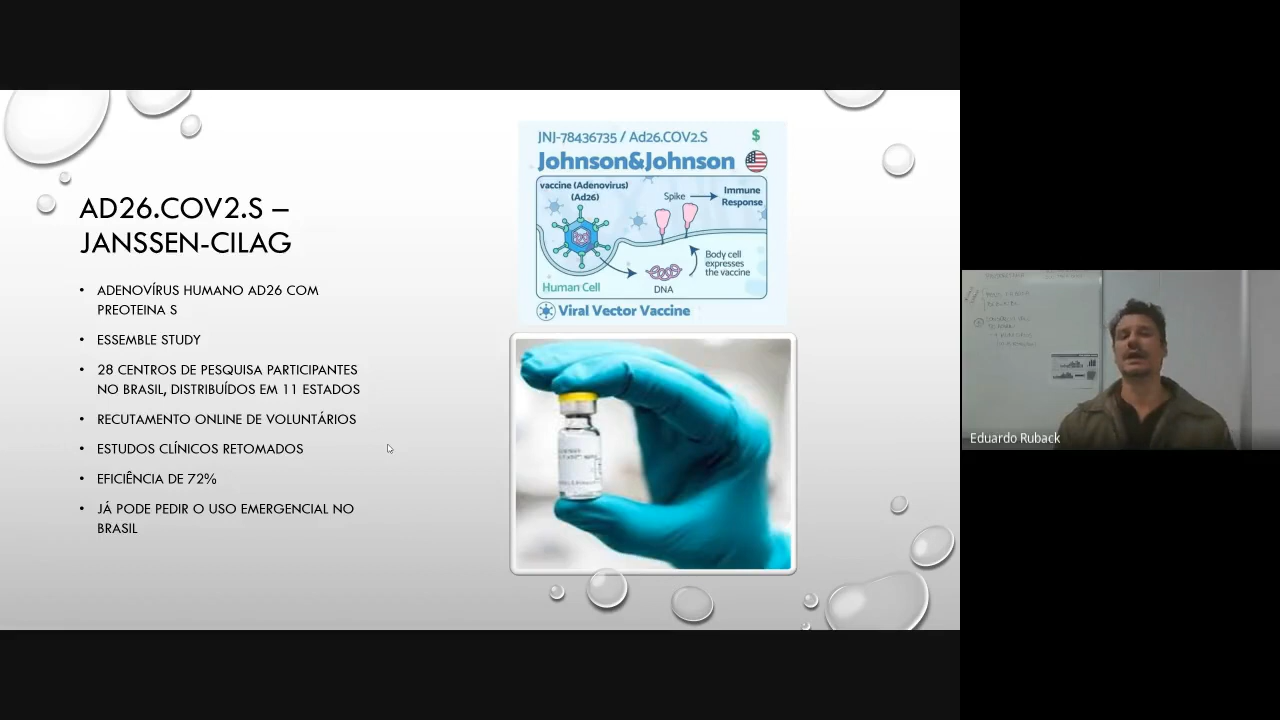 AD26.COV2.S –
JANSSEN-CILAG
• ADENOVÍRUS HUMANO AD26 COM
PREOTEINA S
• ESSEMBLE STUDY
• 28 CENTROS DE PESQUISA PARTICIPANTES
NO BRASIL, DISTRIBUÍDOS EM 11 ESTADOS
• RECUTAMENTO ONLINE DE VOLUNTÁRIOS
• ESTUDOS CLÍNICOS RETOMADOS
• EFICIÊNCIA DE 72%
• JÁ PODE PEDIR O USO EMERGENCIAL NO
BRASIL
JNJ-78436735 / Ad26.COV2.S $
Johnson&Johnson
vaccine (Adenovirus)
(Ad26)
Spike
Immune
Response
Body cell
expresses
the vaccine
DNA
Human Cell
Viral Vector Vaccine
Eduardo Ruback